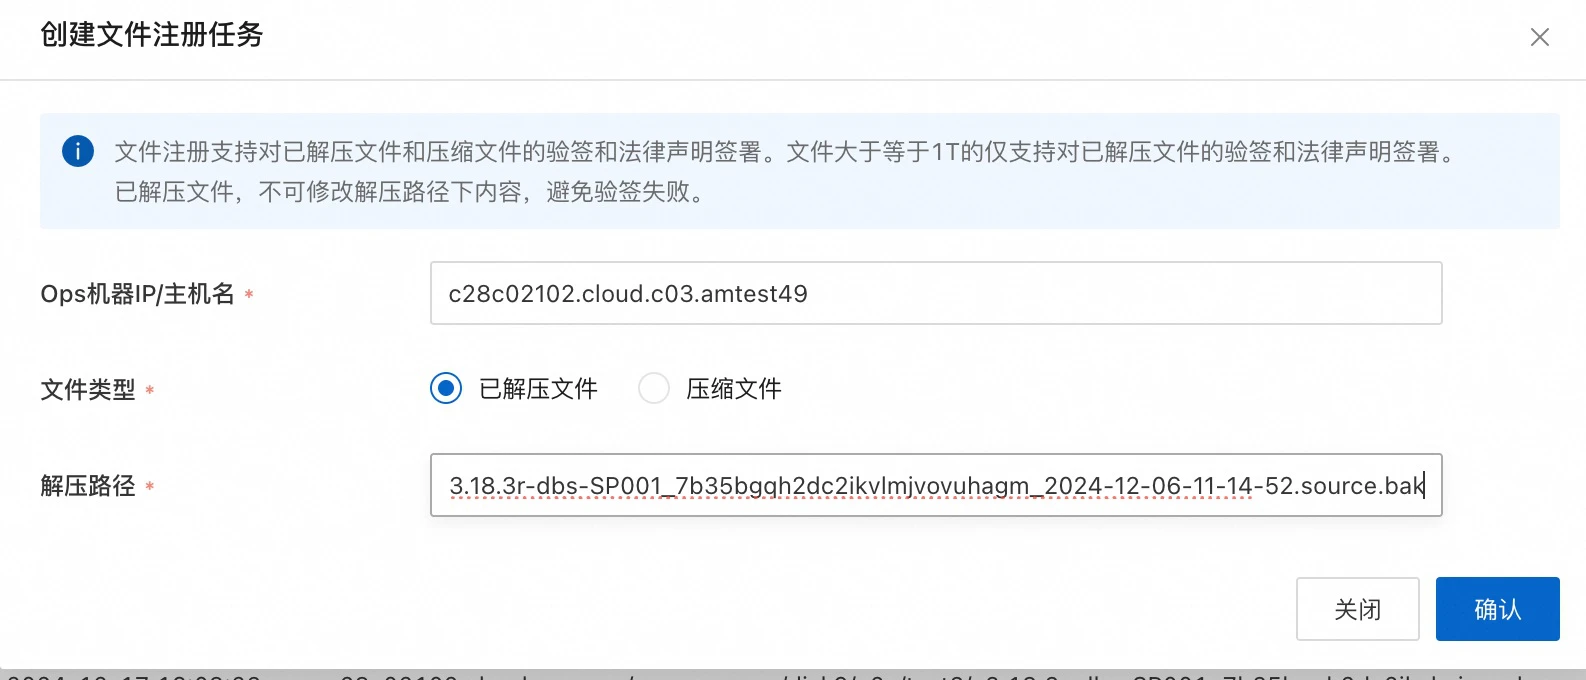 创建文件注册任务
文件注册支持对已解压文件和压缩文件的验签和法律声明签署。文件大于等于1T的仅支持对已解压文件的验签和法律声明签署。
已解压文件，不可修改解压路径下内容，避免验签失败。
Ops机器IP/主机名 *
c28c02102.cloud.c03.amtest49
文件类型 *
已解压文件 压缩文件
解压路径 *
3.18.3r-dbs-SP001_7b35bggh2dc2ikvlmjvovuhagm_2024-12-06-11-14-52.source.bak
关闭 确认